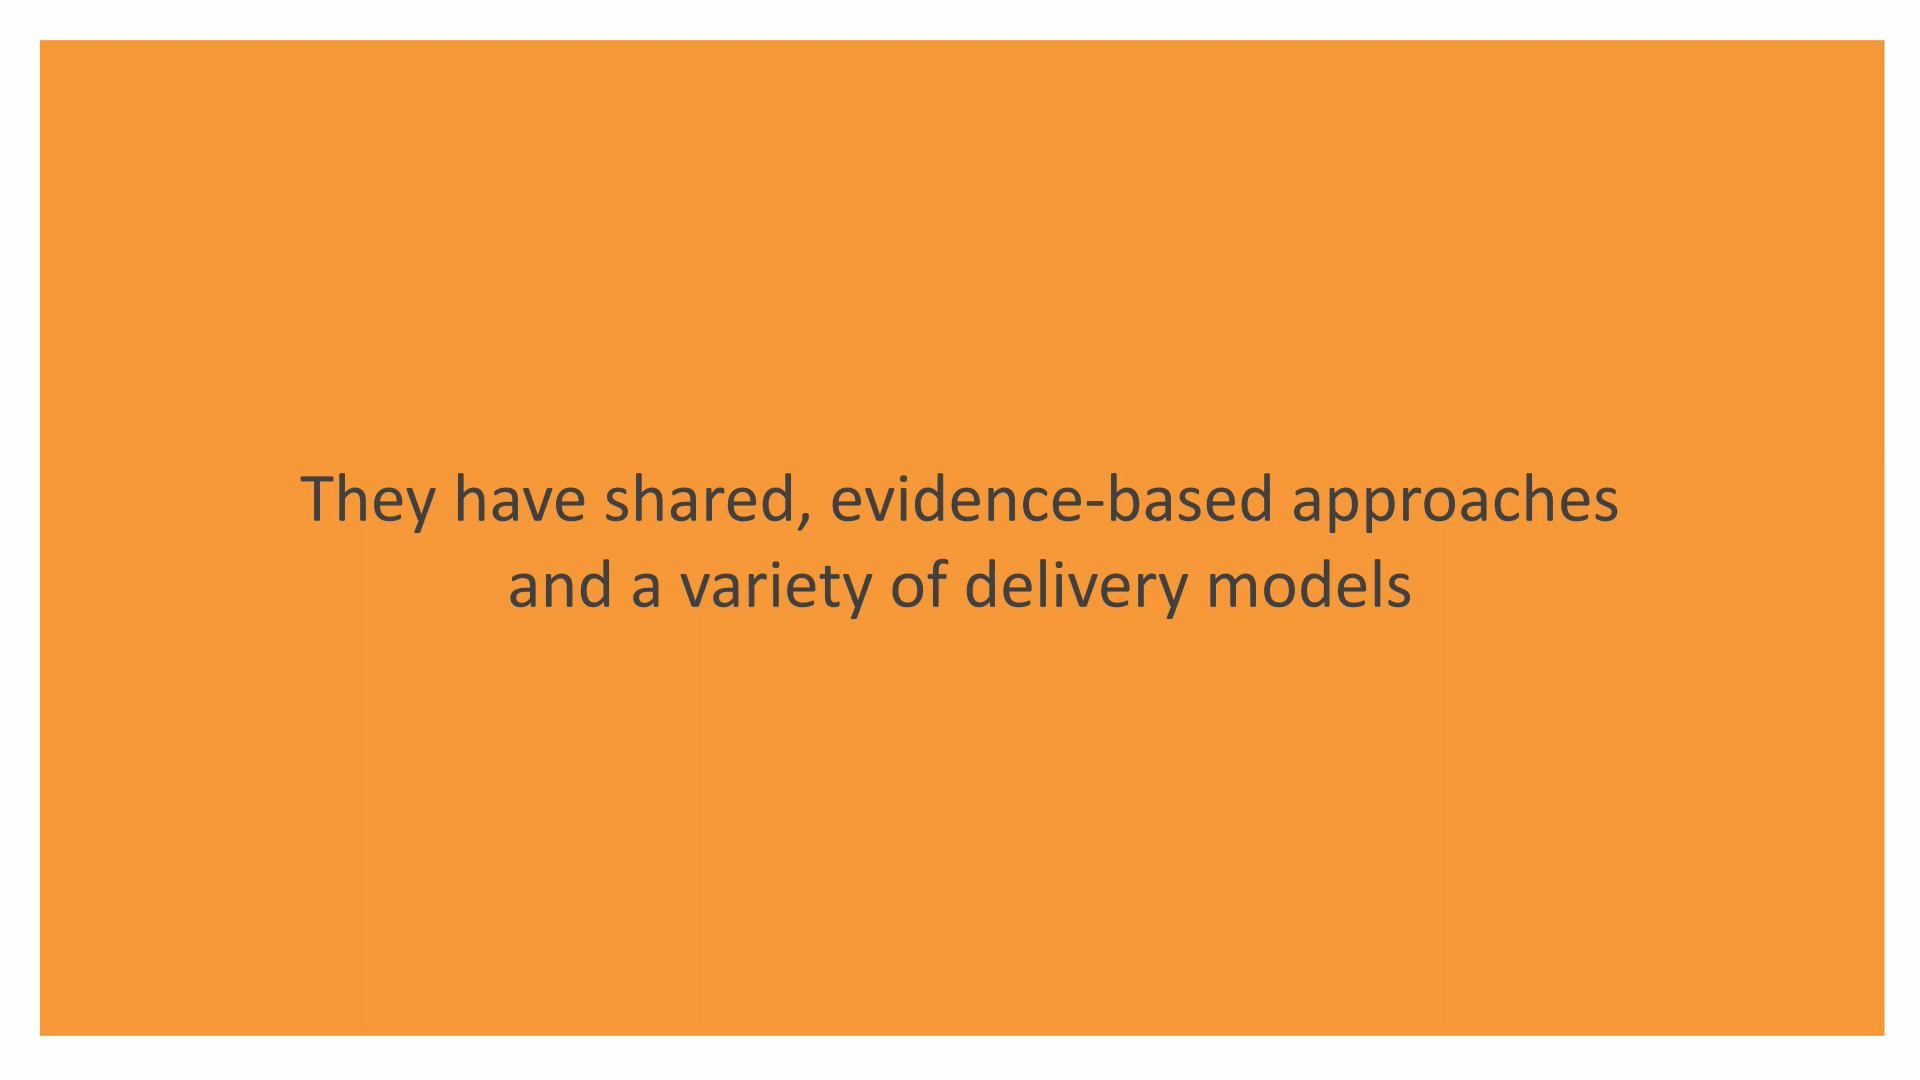 They have shared, evidence-based approaches
and a variety of delivery models